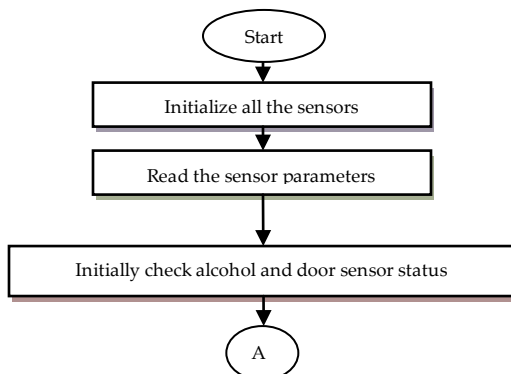 Start
Initialize all the sensors
Read the sensor parameters
Initially check alcohol and door sensor status
A